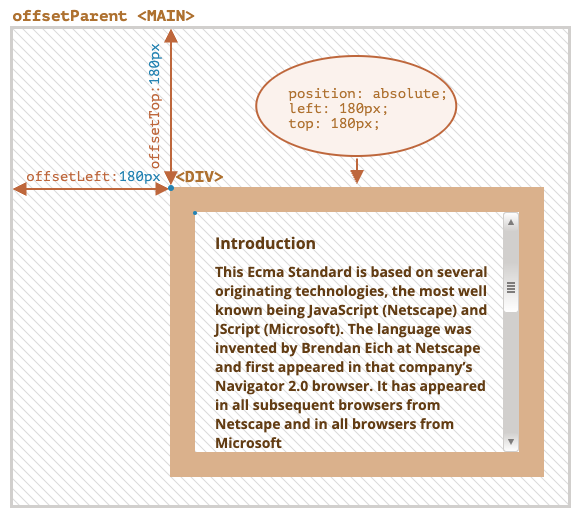 offsetParent <MAIN>
offsetTop:180px
position: absolute;
left: 180px;
top: 180px;
offsetLeft:180px
<DIV>
Introduction
This Ecma Standard is based on several
originating technologies, the most well
known being JavaScript (Netscape) and
JScript (Microsoft). The language was
invented by Brendan Eich at Netscape
and first appeared in that company’s
Navigator 2.0 browser. It has appeared
in all subsequent browsers from
Netscape and in all browsers from
Microsoft